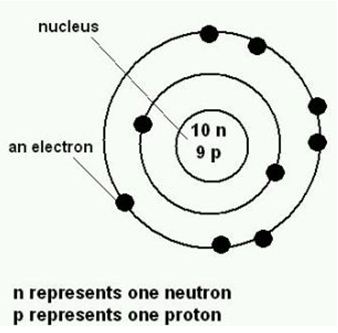 nucleus
10 n
9 p
an electron
n represents one neutron
p represents one proton